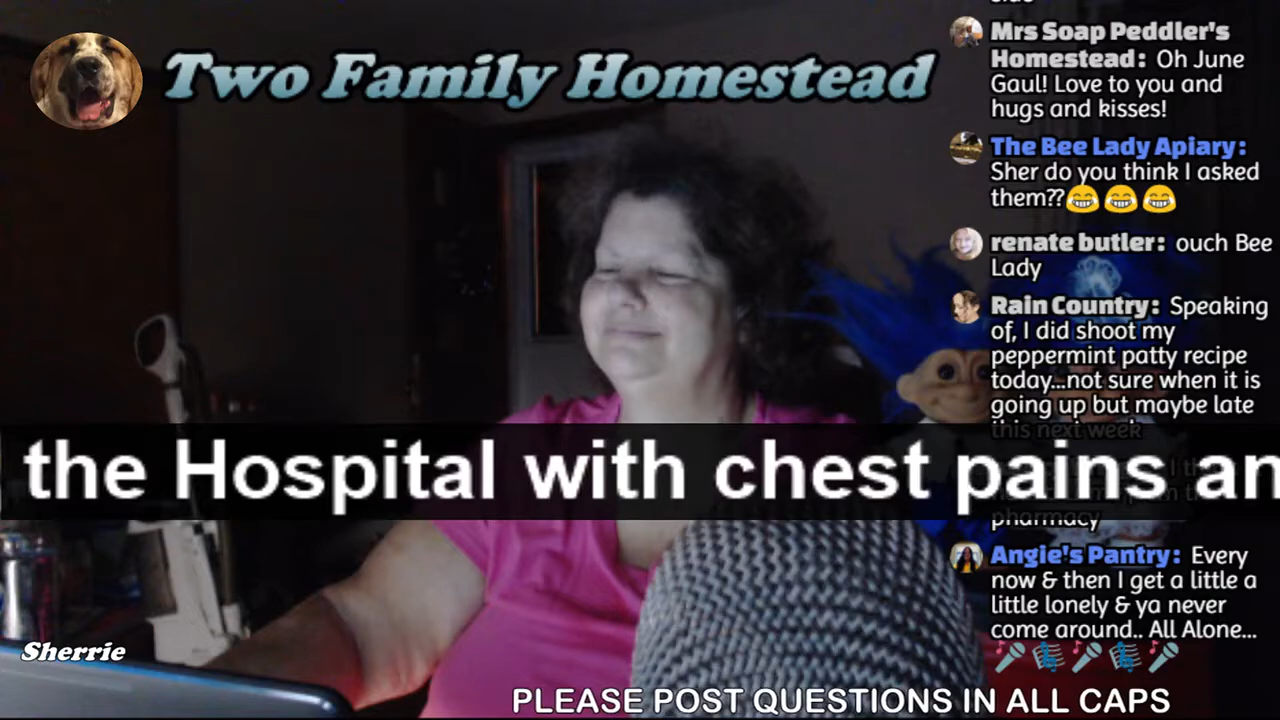 Two Family Homestead
Mrs Soap Peddler's
Homestead: Oh June
Gaul! Love to you and
hugs and kisses!
The Bee Lady Apiary:
Sher do you think I asked
them??😂😂😂
renate butler: ouch Bee
Lady
Rain Country: Speaking
of, I did shoot my
peppermint patty recipe
today...not sure when it is
going up but maybe late
this next week
the Hospital with chest pains an
pharmacy
Angie's Pantry: Every
now & then I get a little a
little lonely & ya never
come around.. All Alone...
🎤🎼🎤🎼🎤
Sherrie
PLEASE POST QUESTIONS IN ALL CAPS